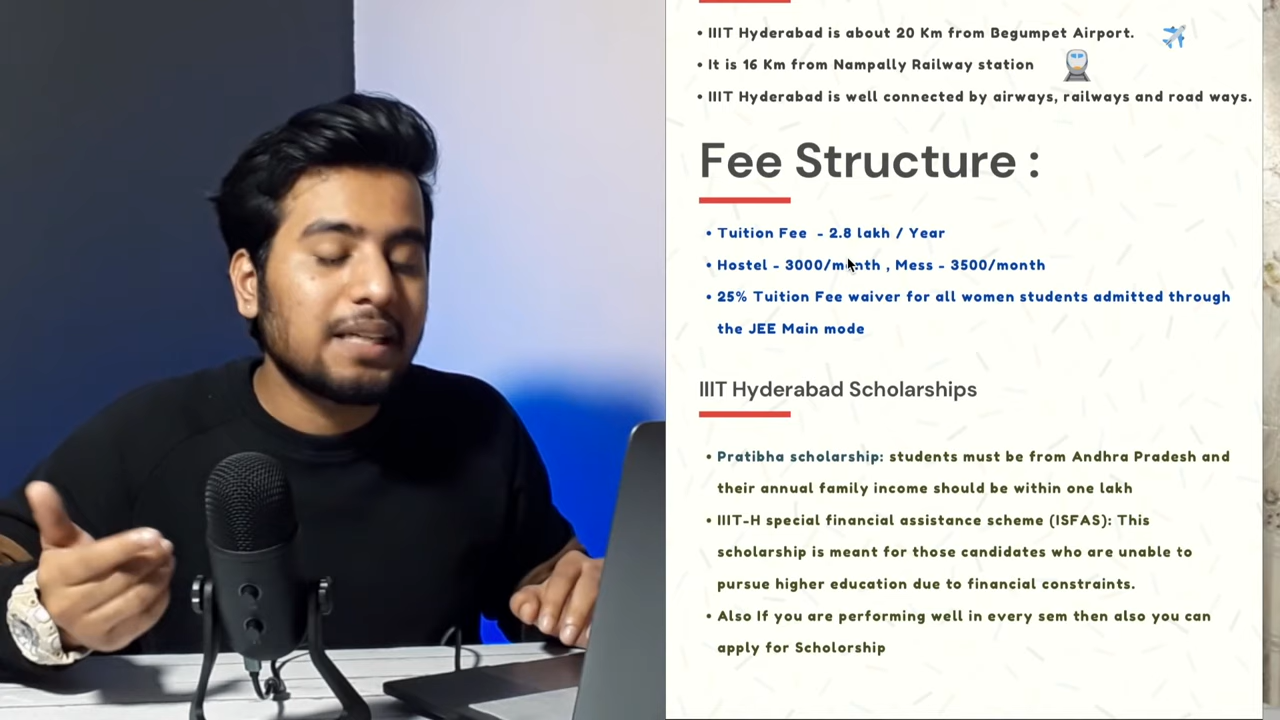 • IIIT Hyderabad is about 20 Km from Begumpet Airport.
• It is 16 Km from Nampally Railway station
• IIIT Hyderabad is well connected by airways, railways and road ways.
Fee Structure :
• Tuition Fee - 2.8 lakh / Year
• Hostel - 3000/month , Mess - 3500/month
• 25% Tuition Fee waiver for all women students admitted through
the JEE Main mode
IIIT Hyderabad Scholarships
• Pratibha scholarship: students must be from Andhra Pradesh and
their annual family income should be within one lakh
• IIIT-H special financial assistance scheme (ISFAS): This
scholarship is meant for those candidates who are unable to
pursue higher education due to financial constraints.
• Also If you are performing well in every sem then also you can
apply for Scholorship